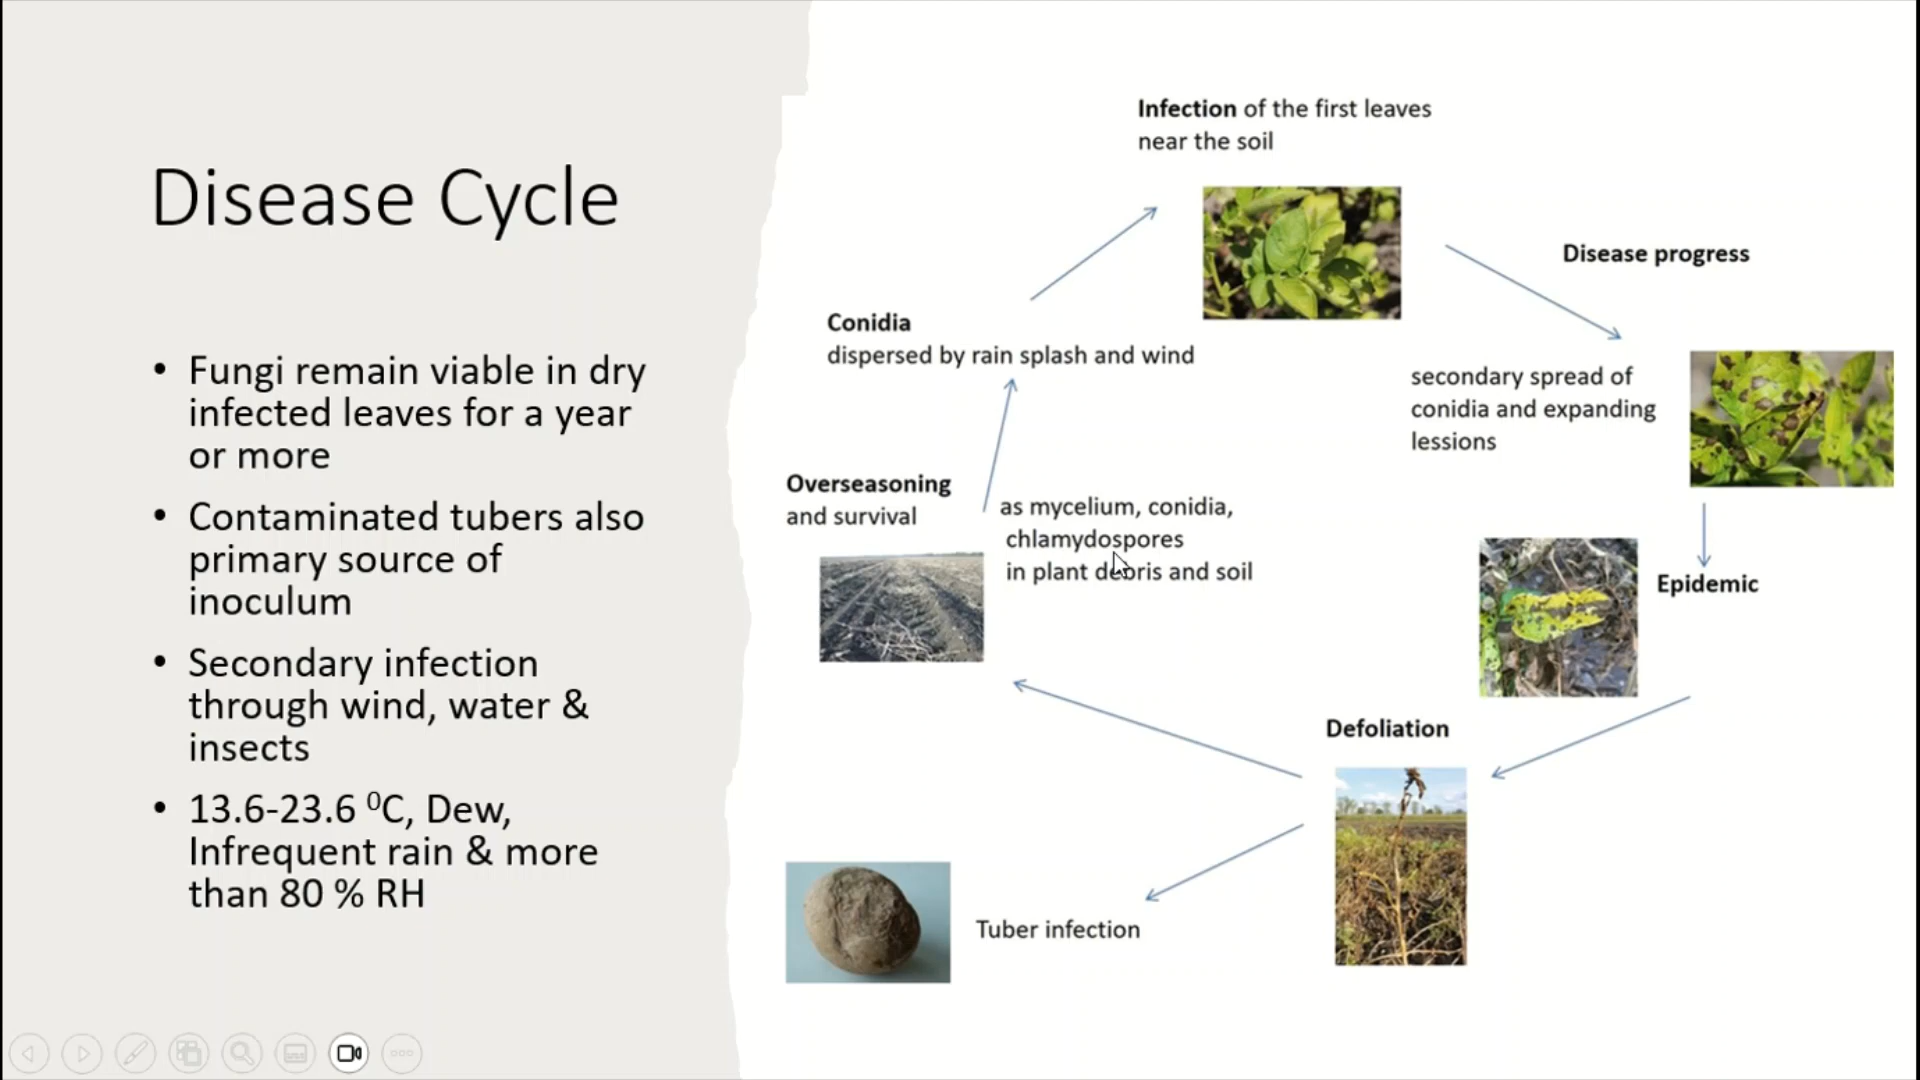 Disease Cycle
• Fungi remain viable in dry
infected leaves for a year
or more
• Contaminated tubers also
primary source of
inoculum
• Secondary infection
through wind, water &
insects
• 13.6-23.6 ⁰C, Dew,
Infrequent rain & more
than 80 % RH
Infection of the first leaves
near the soil
Disease progress
Conidia
dispersed by rain splash and wind
secondary spread of
conidia and expanding
lessions
Overseasoning
and survival
as mycelium, conidia,
chlamydospores
in plant debris and soil
Epidemic
Defoliation
Tuber infection